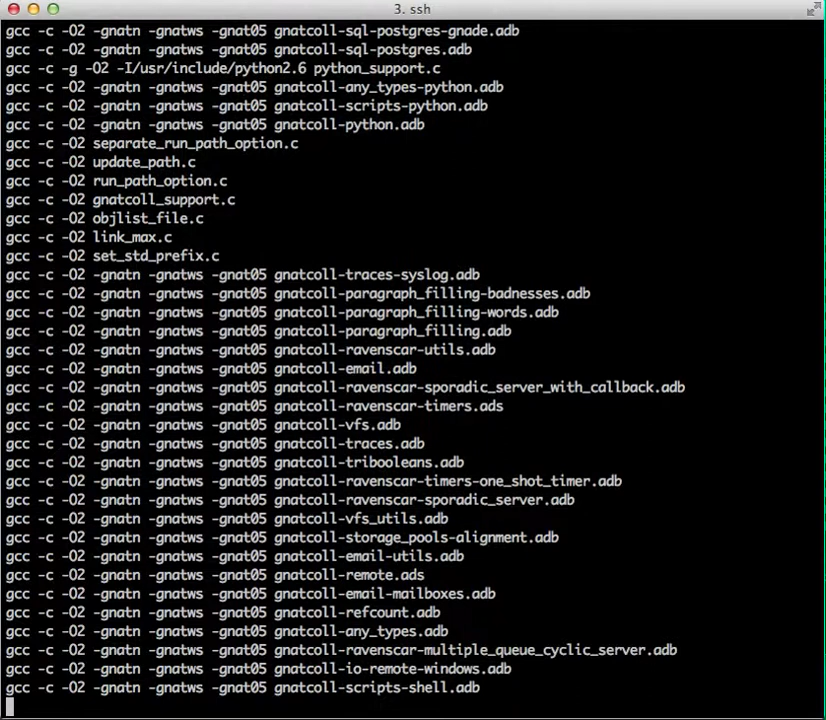 3. ssh
gcc -c -O2 -gnatn -gnatws -gnat05 gnatcoll-sql-postgres-gnade.adb
gcc -c -O2 -gnatn -gnatws -gnat05 gnatcoll-sql-postgres.adb
gcc -c -g -O2 -I/usr/include/python2.6 python_support.c
gcc -c -O2 -gnatn -gnatws -gnat05 gnatcoll-any_types-python.adb
gcc -c -O2 -gnatn -gnatws -gnat05 gnatcoll-scripts-python.adb
gcc -c -O2 -gnatn -gnatws -gnat05 gnatcoll-python.adb
gcc -c -O2 separate_run_path_option.c
gcc -c -O2 update_path.c
gcc -c -O2 run_path_option.c
gcc -c -O2 gnatcoll_support.c
gcc -c -O2 objlist_file.c
gcc -c -O2 link_max.c
gcc -c -O2 set_std_prefix.c
gcc -c -O2 -gnatn -gnatws -gnat05 gnatcoll-traces-syslog.adb
gcc -c -O2 -gnatn -gnatws -gnat05 gnatcoll-paragraph_filling-badnesses.adb
gcc -c -O2 -gnatn -gnatws -gnat05 gnatcoll-paragraph_filling-words.adb
gcc -c -O2 -gnatn -gnatws -gnat05 gnatcoll-paragraph_filling.adb
gcc -c -O2 -gnatn -gnatws -gnat05 gnatcoll-ravenscar-utils.adb
gcc -c -O2 -gnatn -gnatws -gnat05 gnatcoll-email.adb
gcc -c -O2 -gnatn -gnatws -gnat05 gnatcoll-ravenscar-sporadic_server_with_callback.adb
gcc -c -O2 -gnatn -gnatws -gnat05 gnatcoll-ravenscar-timers.ads
gcc -c -O2 -gnatn -gnatws -gnat05 gnatcoll-vfs.adb
gcc -c -O2 -gnatn -gnatws -gnat05 gnatcoll-traces.adb
gcc -c -O2 -gnatn -gnatws -gnat05 gnatcoll-tribooleans.adb
gcc -c -O2 -gnatn -gnatws -gnat05 gnatcoll-ravenscar-timers-one_shot_timer.adb
gcc -c -O2 -gnatn -gnatws -gnat05 gnatcoll-ravenscar-sporadic_server.adb
gcc -c -O2 -gnatn -gnatws -gnat05 gnatcoll-vfs_utils.adb
gcc -c -O2 -gnatn -gnatws -gnat05 gnatcoll-storage_pools-alignment.adb
gcc -c -O2 -gnatn -gnatws -gnat05 gnatcoll-email-utils.adb
gcc -c -O2 -gnatn -gnatws -gnat05 gnatcoll-remote.ads
gcc -c -O2 -gnatn -gnatws -gnat05 gnatcoll-email-mailboxes.adb
gcc -c -O2 -gnatn -gnatws -gnat05 gnatcoll-refcount.adb
gcc -c -O2 -gnatn -gnatws -gnat05 gnatcoll-any_types.adb
gcc -c -O2 -gnatn -gnatws -gnat05 gnatcoll-ravenscar-multiple_queue_cyclic_server.adb
gcc -c -O2 -gnatn -gnatws -gnat05 gnatcoll-io-remote-windows.adb
gcc -c -O2 -gnatn -gnatws -gnat05 gnatcoll-scripts-shell.adb